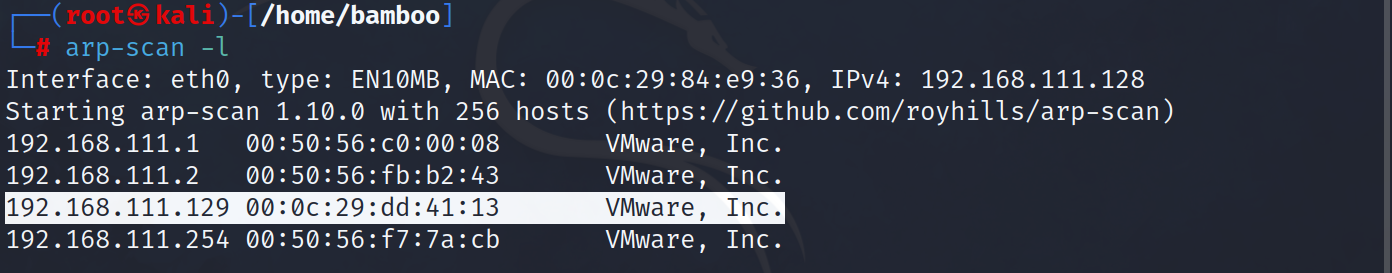 ┌──(root㉿kali)-[/home/bamboo]
└─# arp-scan -l
Interface: eth0, type: EN10MB, MAC: 00:0c:29:84:e9:36, IPv4: 192.168.111.128
Starting arp-scan 1.10.0 with 256 hosts (https://github.com/royhills/arp-scan)
192.168.111.1 00:50:56:c0:00:08 VMware, Inc.
192.168.111.2 00:50:56:fb:b2:43 VMware, Inc.
192.168.111.129 00:0c:29:dd:41:13 VMware, Inc.
192.168.111.254 00:50:56:f7:7a:cb VMware, Inc.